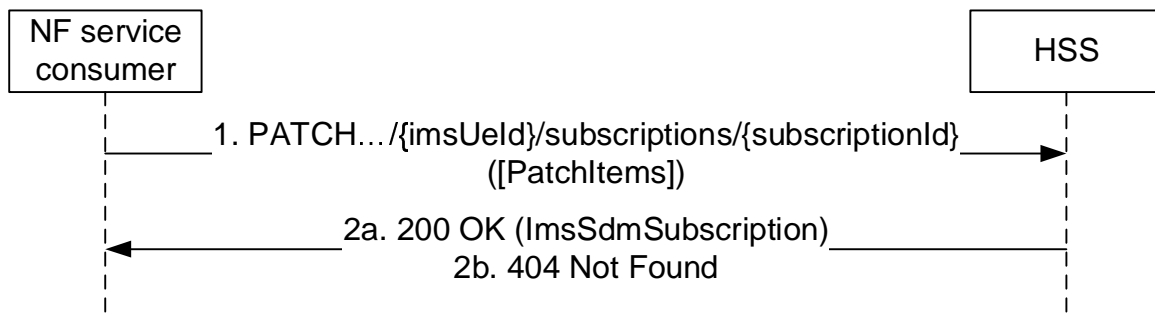 NF service
consumer
HSS
1. PATCH… /{imsUeId}/subscriptions/{subscriptionId}
([PatchItems])
2a. 200 OK (ImsSdmSubscription)
2b. 404 Not Found